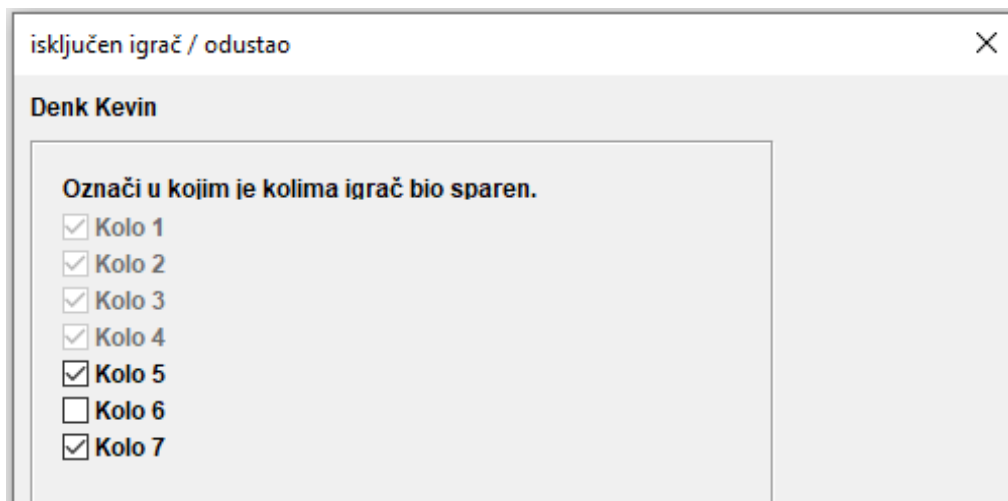 isključen igrač / odustao
Denk Kevin
Označi u kojim je kolima igrač bio sparen.
Kolo 1
Kolo 2
Kolo 3
Kolo 4
Kolo 5
Kolo 6
Kolo 7